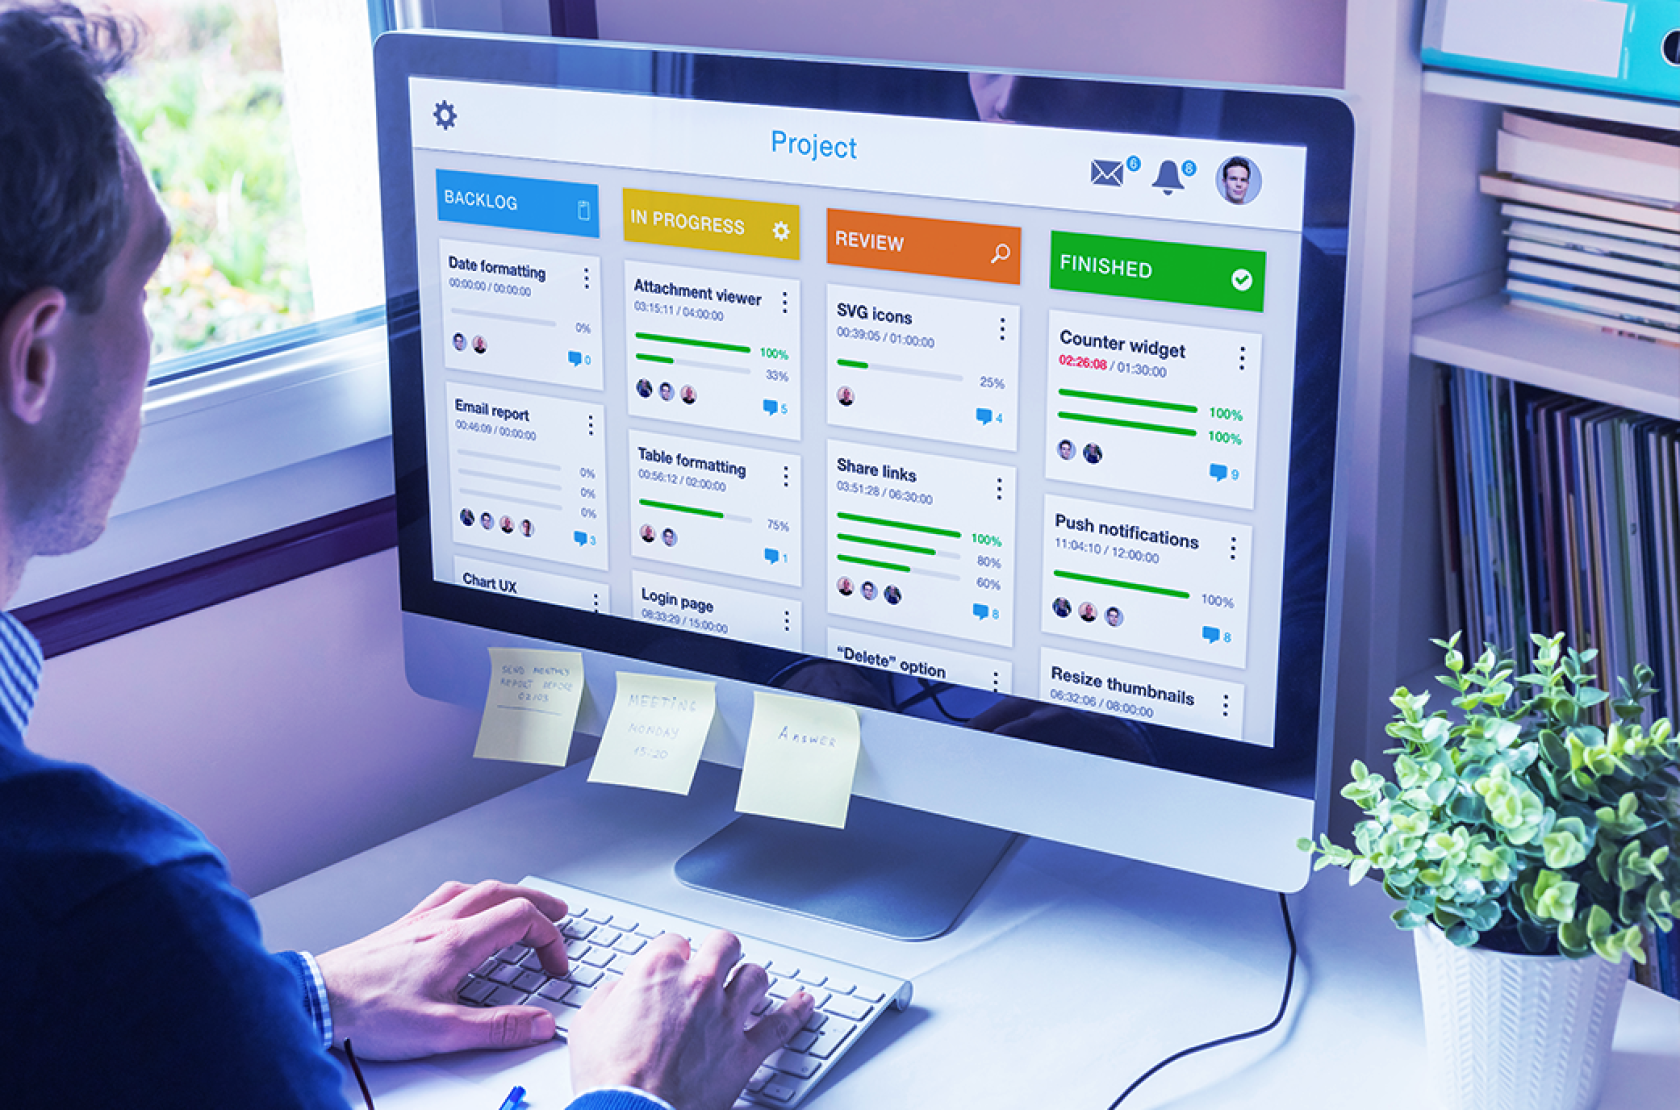 Project
6
8
BACKLOG
Date formatting
00:00:00 / 00:00:00
0%
0
Email report
00:46:09 / 00:00:00
0%
0%
0%
3
Chart UX
IN PROGRESS
Attachment viewer
03:15:11 / 04:00:00
100%
33%
5
Table formatting
00:56:12 / 02:00:00
75%
1
Login page
08:33:29 / 15:00:00
REVIEW
SVG icons
00:39:05 / 01:00:00
25%
4
Share links
03:51:28 / 06:30:00
100%
80%
60%
8
“Delete” option
FINISHED
Counter widget
02:26:08 / 01:30:00
100%
100%
9
Push notifications
11:04:10 / 12:00:00
100%
8
Resize thumbnails
06:32:06 / 08:00:00
SEND MONTHLY
REPORT BEFORE
02/03
MEETING
MONDAY
15:20
Answer